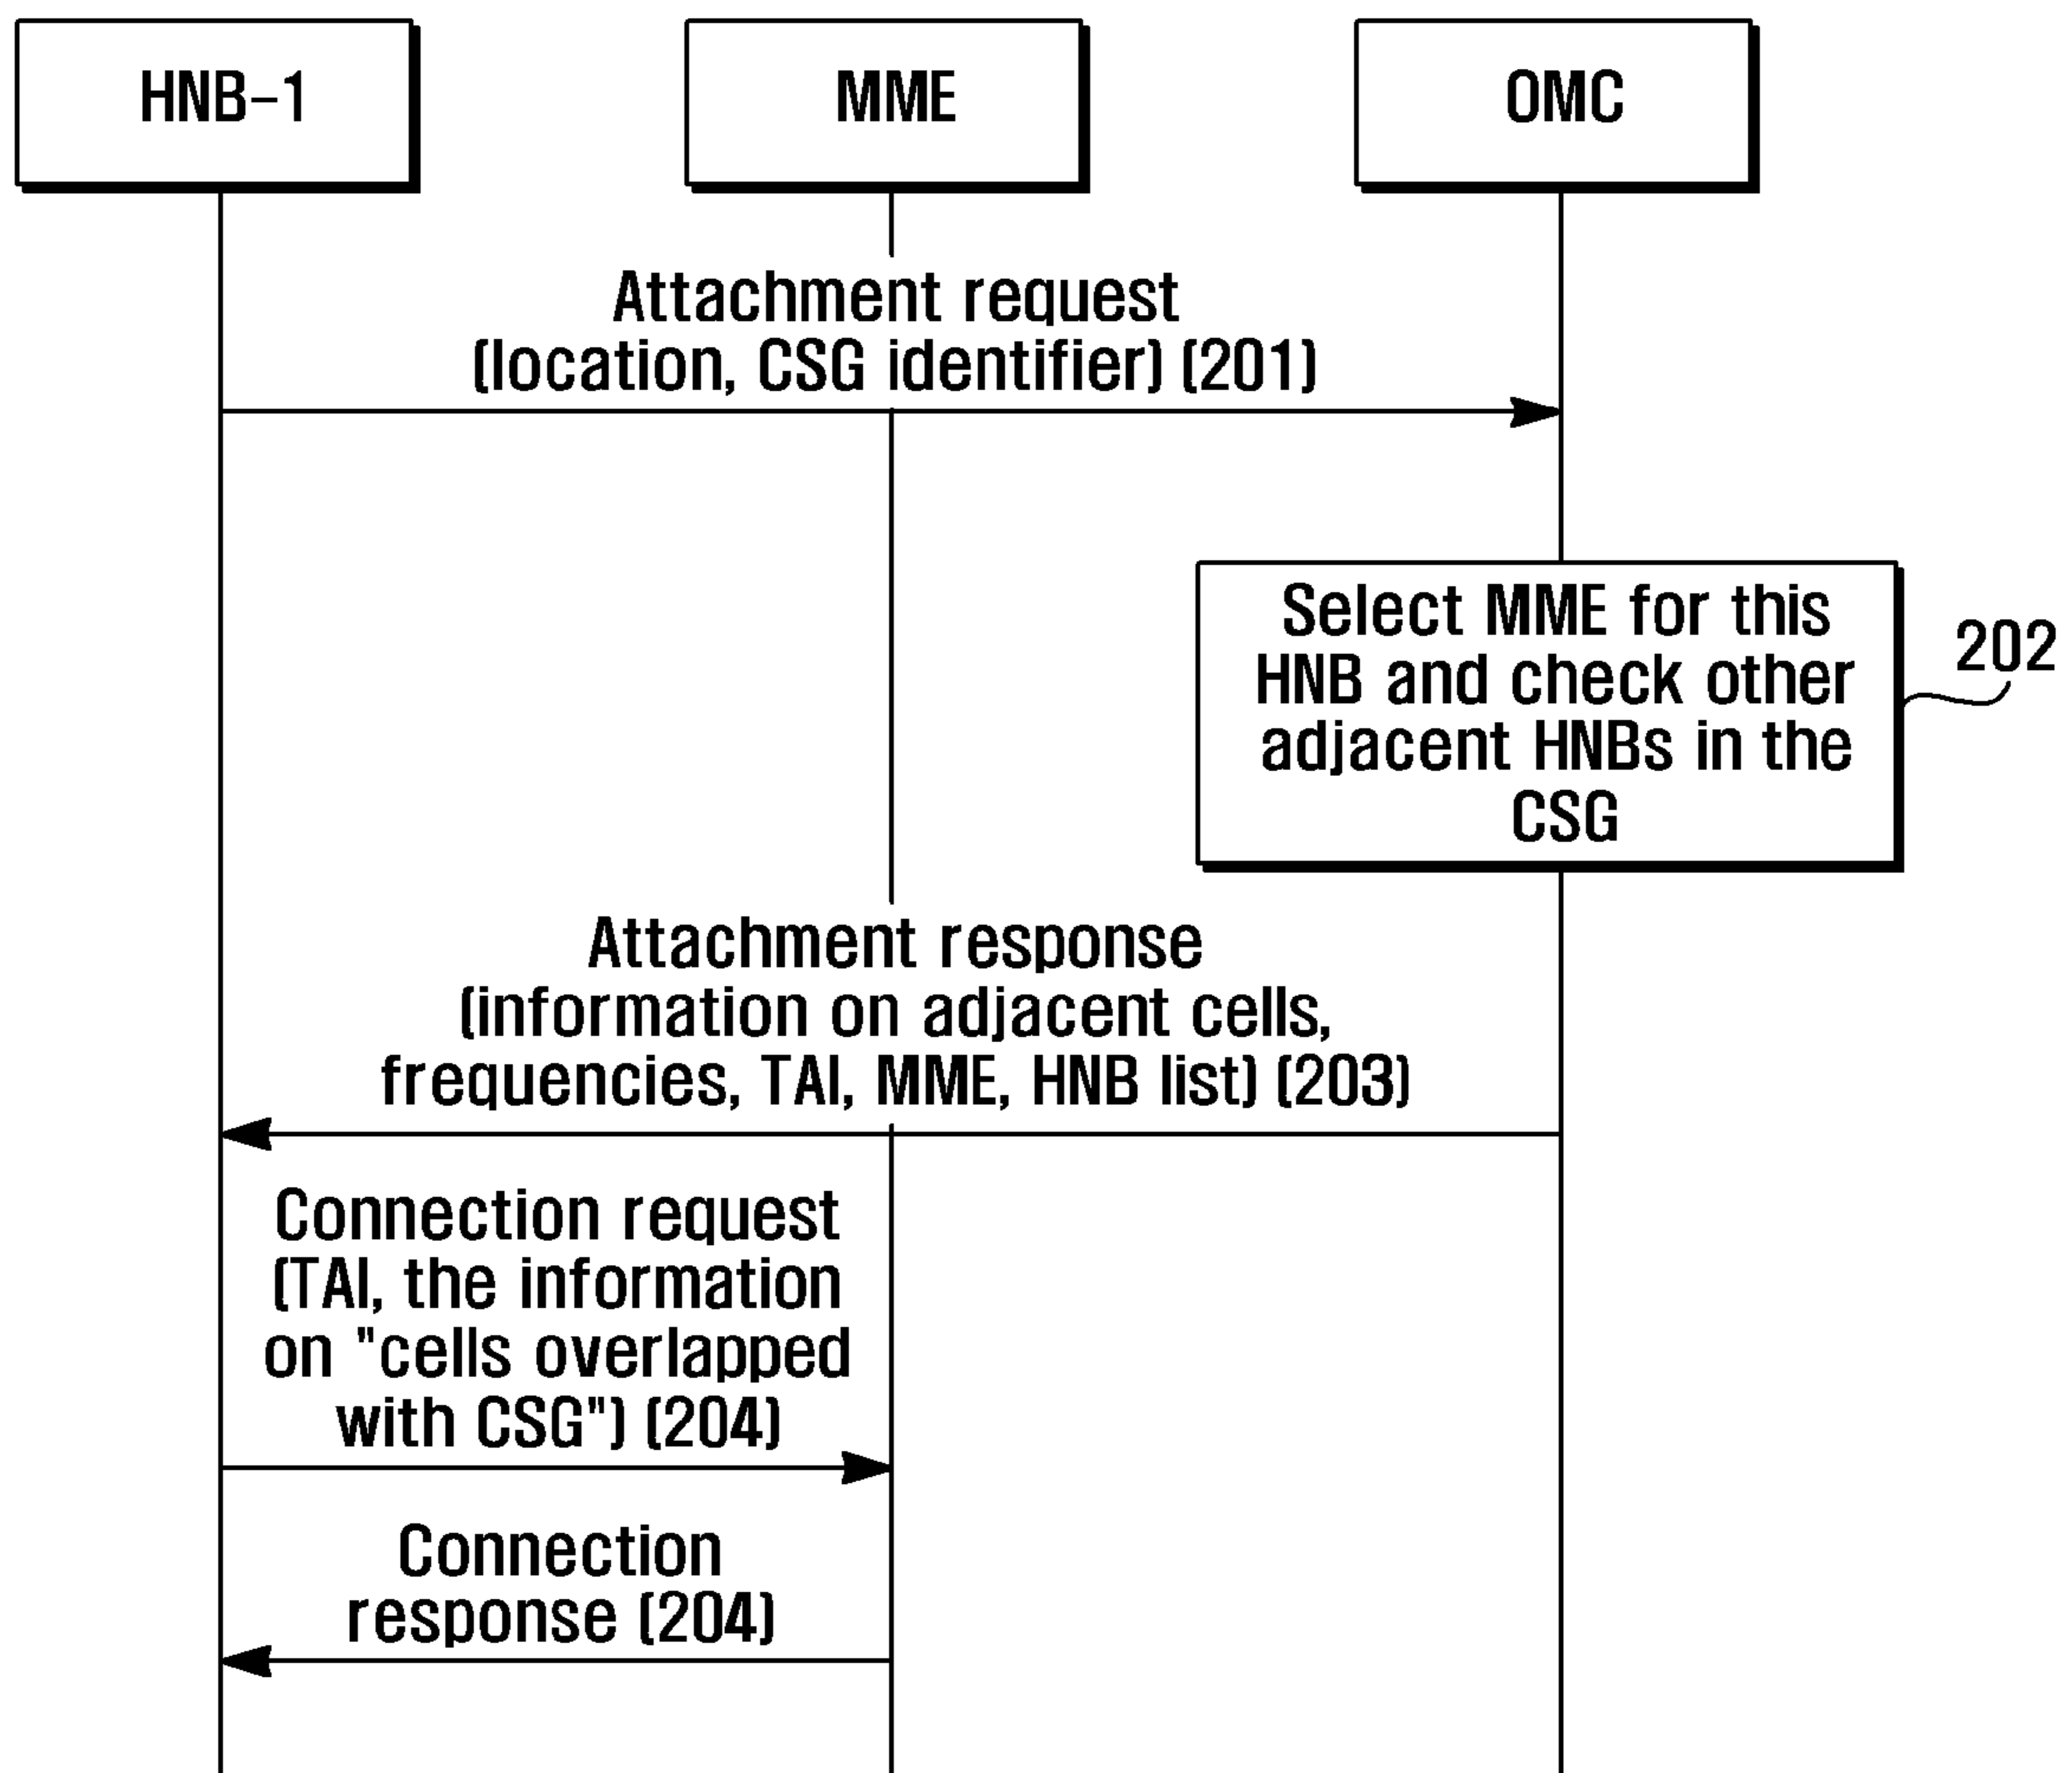 HNB-1
MME
OMC
Attachment request
(location, CSG identifier) (201)
Select MME for this
HNB and check other
adjacent HNBs in the
CSG
202
Attachment response
(information on adjacent cells,
frequencies, TAI, MME, HNB list) (203)
Connection request
(TAI, the information
on "cells overlapped
with CSG") (204)
Connection
response (204)